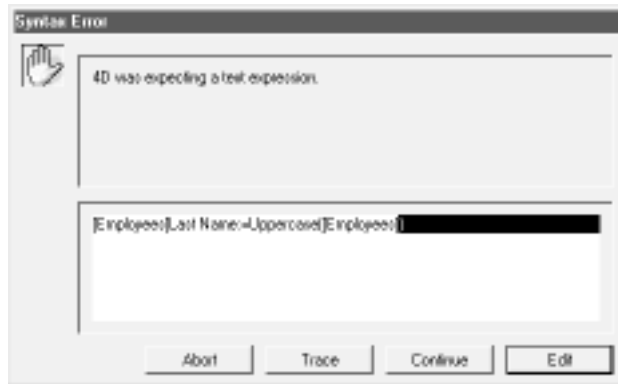 Syntax Error
4D was expecting a text expression.
[Employees]Last Name:=Uppercase([Employees])
Abort
Trace
Continue
Edit